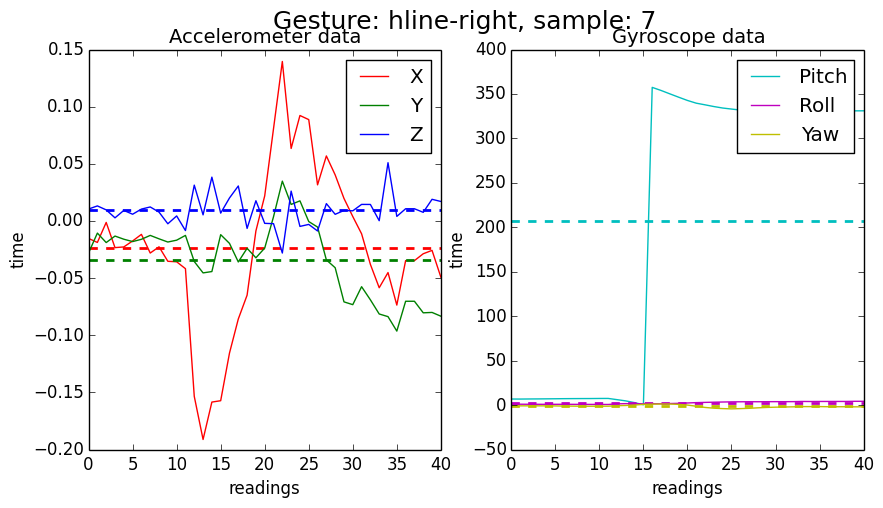 Gesture: hline-right, sample: 7
Accelerometer data
0.15
0.10
0.05
0.00
−0.05
−0.10
−0.15
−0.20
time
0 5 10 15 20 25 30 35 40
readings
X
Y
Z
Gyroscope data
400
350
300
250
200
150
100
50
0
−50
time
0 5 10 15 20 25 30 35 40
readings
Pitch
Roll
Yaw